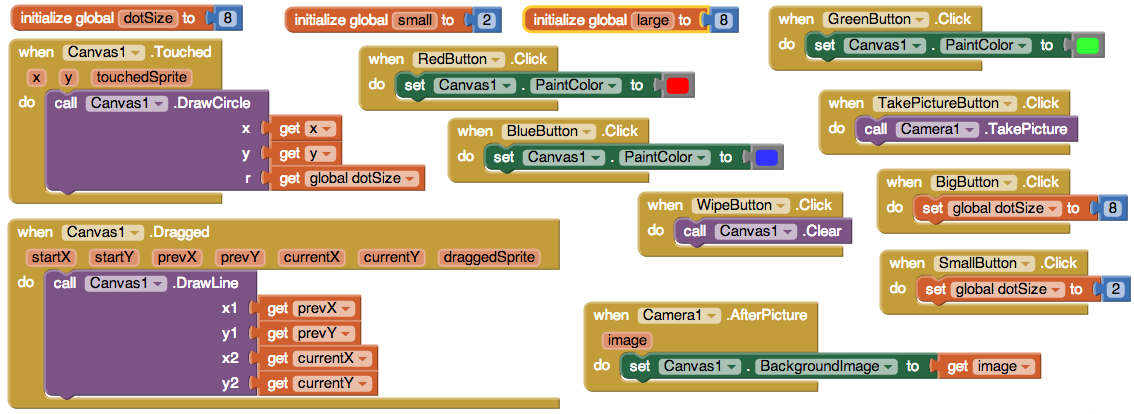 initialize global dotSize to 8
initialize global small to 2
initialize global large to 8
when Canvas1 .Touched
x y touchedSprite
do call Canvas1 .DrawCircle
x get x
y get y
r get global dotSize
when Canvas1 .Dragged
startX startY prevX prevY currentX currentY draggedSprite
do call Canvas1 .DrawLine
x1 get prevX
y1 get prevY
x2 get currentX
y2 get currentY
when RedButton .Click
do set Canvas1 . PaintColor to
when BlueButton .Click
do set Canvas1 . PaintColor to
when GreenButton .Click
do set Canvas1 . PaintColor to
when TakePictureButton .Click
do call Camera1 .TakePicture
when WipeButton .Click
do call Canvas1 .Clear
when BigButton .Click
do set global dotSize to 8
when SmallButton .Click
do set global dotSize to 2
when Camera1 .AfterPicture
image
do set Canvas1 . BackgroundImage to get image